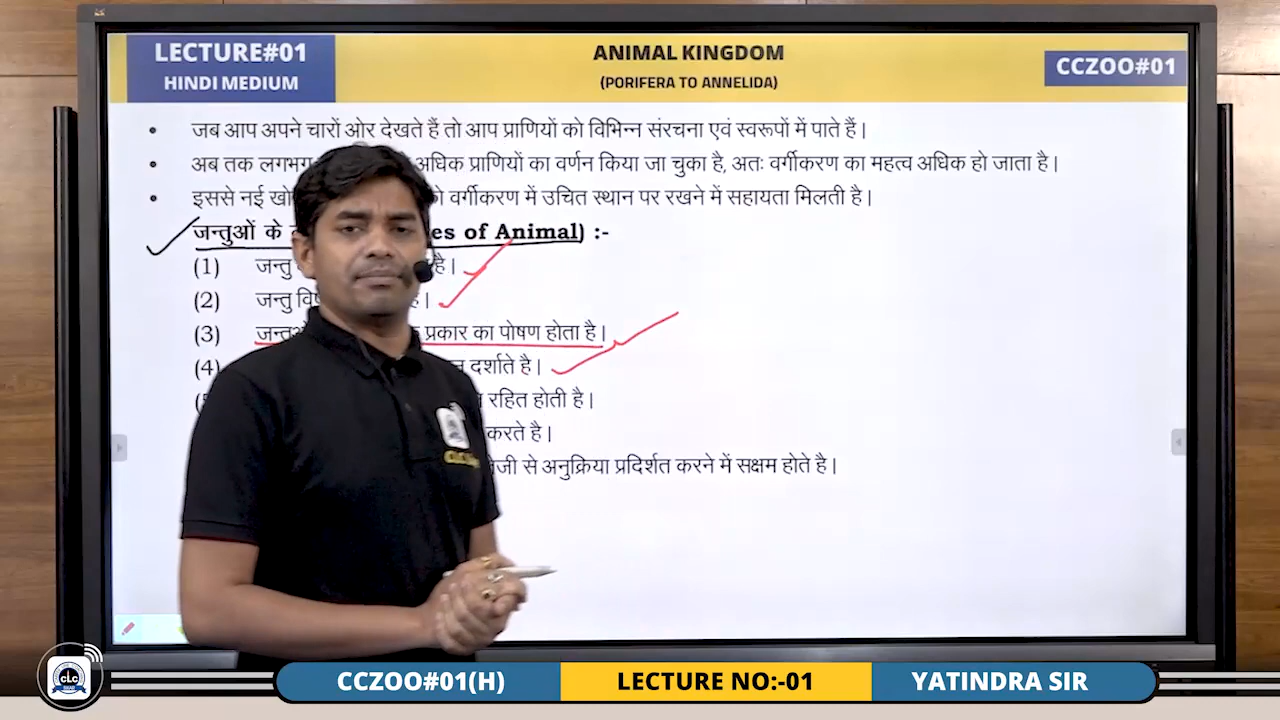 LECTURE#01
HINDI MEDIUM
ANIMAL KINGDOM
(PORIFERA TO ANNELIDA)
CCZOO#01
• जब आप अपने चारों ओर देखते हैं तो आप प्राणियों को विभिन्न संरचना एवं स्वरूपों में पाते हैं।
• अब तक लगभग अधिक प्राणियों का वर्णन किया जा चुका है, अतः वर्गीकरण का महत्व अधिक हो जाता है।
• इससे नई वर्गीकरण में उचित स्थान पर रखने में सहायता मिलती है।
जन्तुओं के of Animal) :-
(1) जन्तु है।
(2) जन्तु है।
(3) प्रकार का पोषण होता है।
(4) दर्शाते है।
रहित होती है।
करते है।
से अनुक्रिया प्रदिर्शत करने में सक्षम होते है।
CLC
CCZOO#01(H)
LECTURE NO:-01
YATINDRA SIR